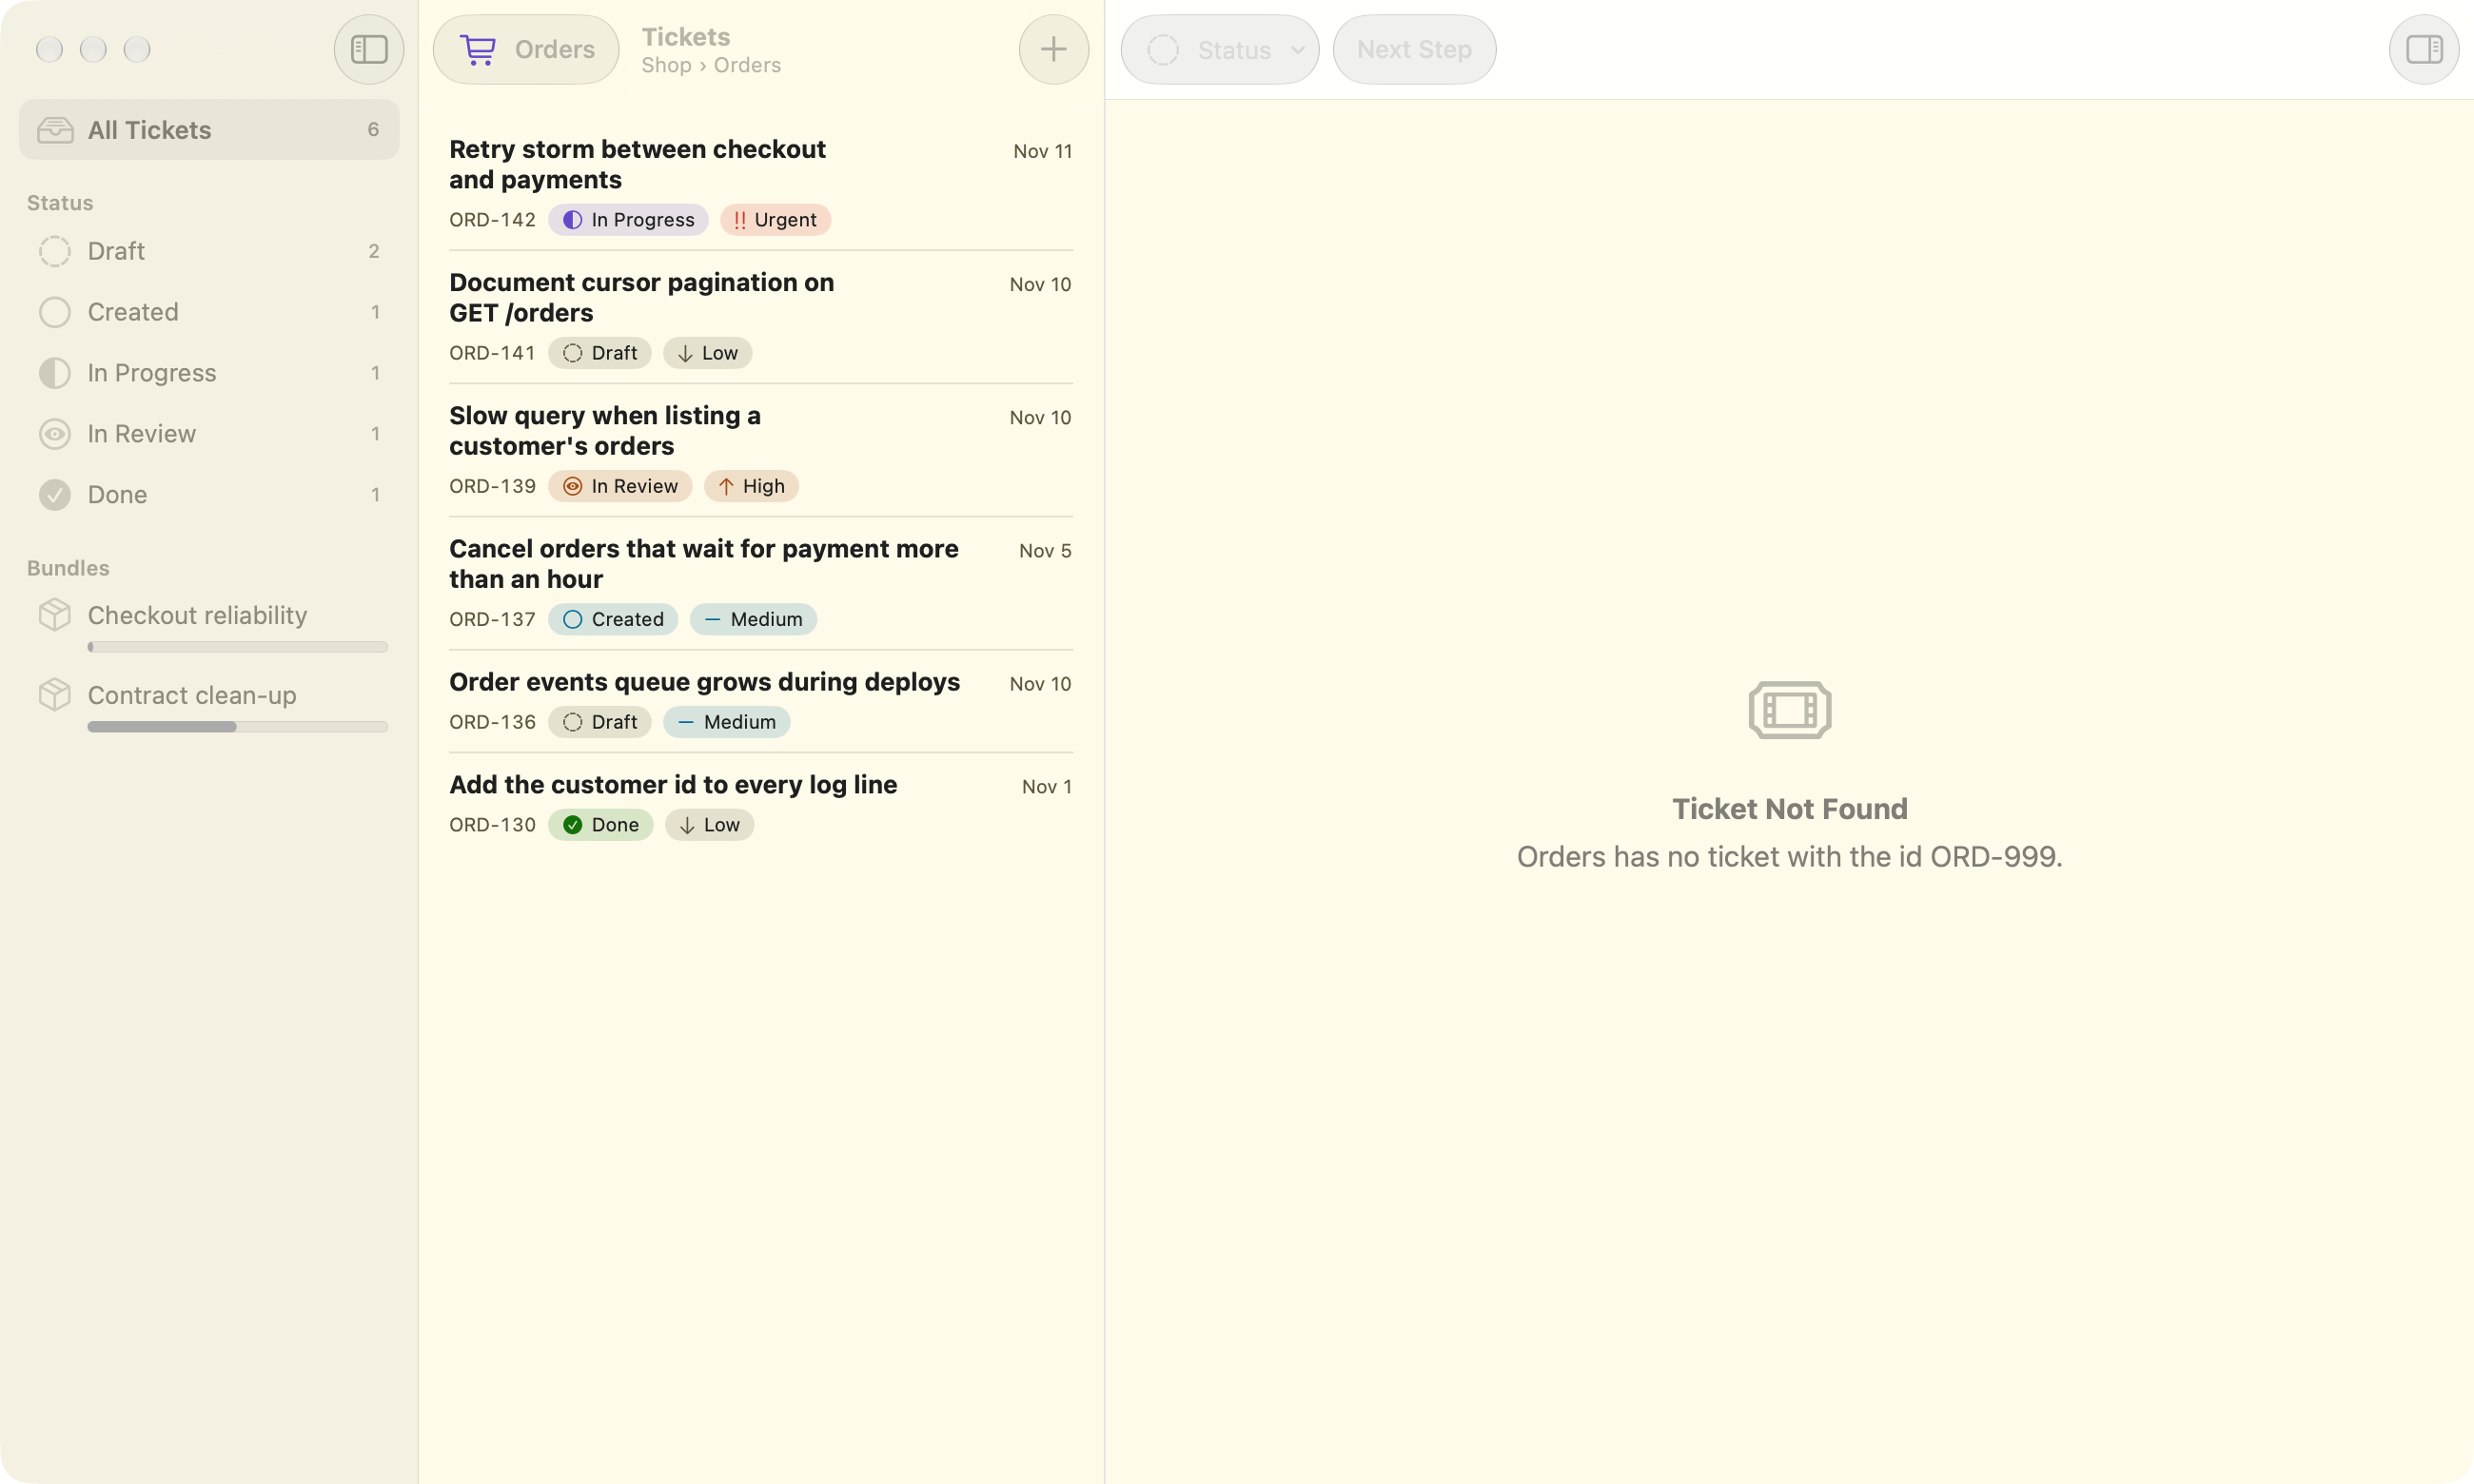 All Tickets 6
Status
Draft 2
Created 1
In Progress 1
In Review 1
Done 1
Bundles
Checkout reliability
Contract clean-up
Orders
Tickets
Shop › Orders
Retry storm between checkout
and payments
Nov 11
ORD-142 In Progress !! Urgent
Document cursor pagination on
GET /orders
Nov 10
ORD-141 Draft Low
Slow query when listing a
customer's orders
Nov 10
ORD-139 In Review High
Cancel orders that wait for payment more
than an hour
Nov 5
ORD-137 Created Medium
Order events queue grows during deploys
Nov 10
ORD-136 Draft Medium
Add the customer id to every log line
Nov 1
ORD-130 Done Low
Status
Next Step
Ticket Not Found
Orders has no ticket with the id ORD-999.